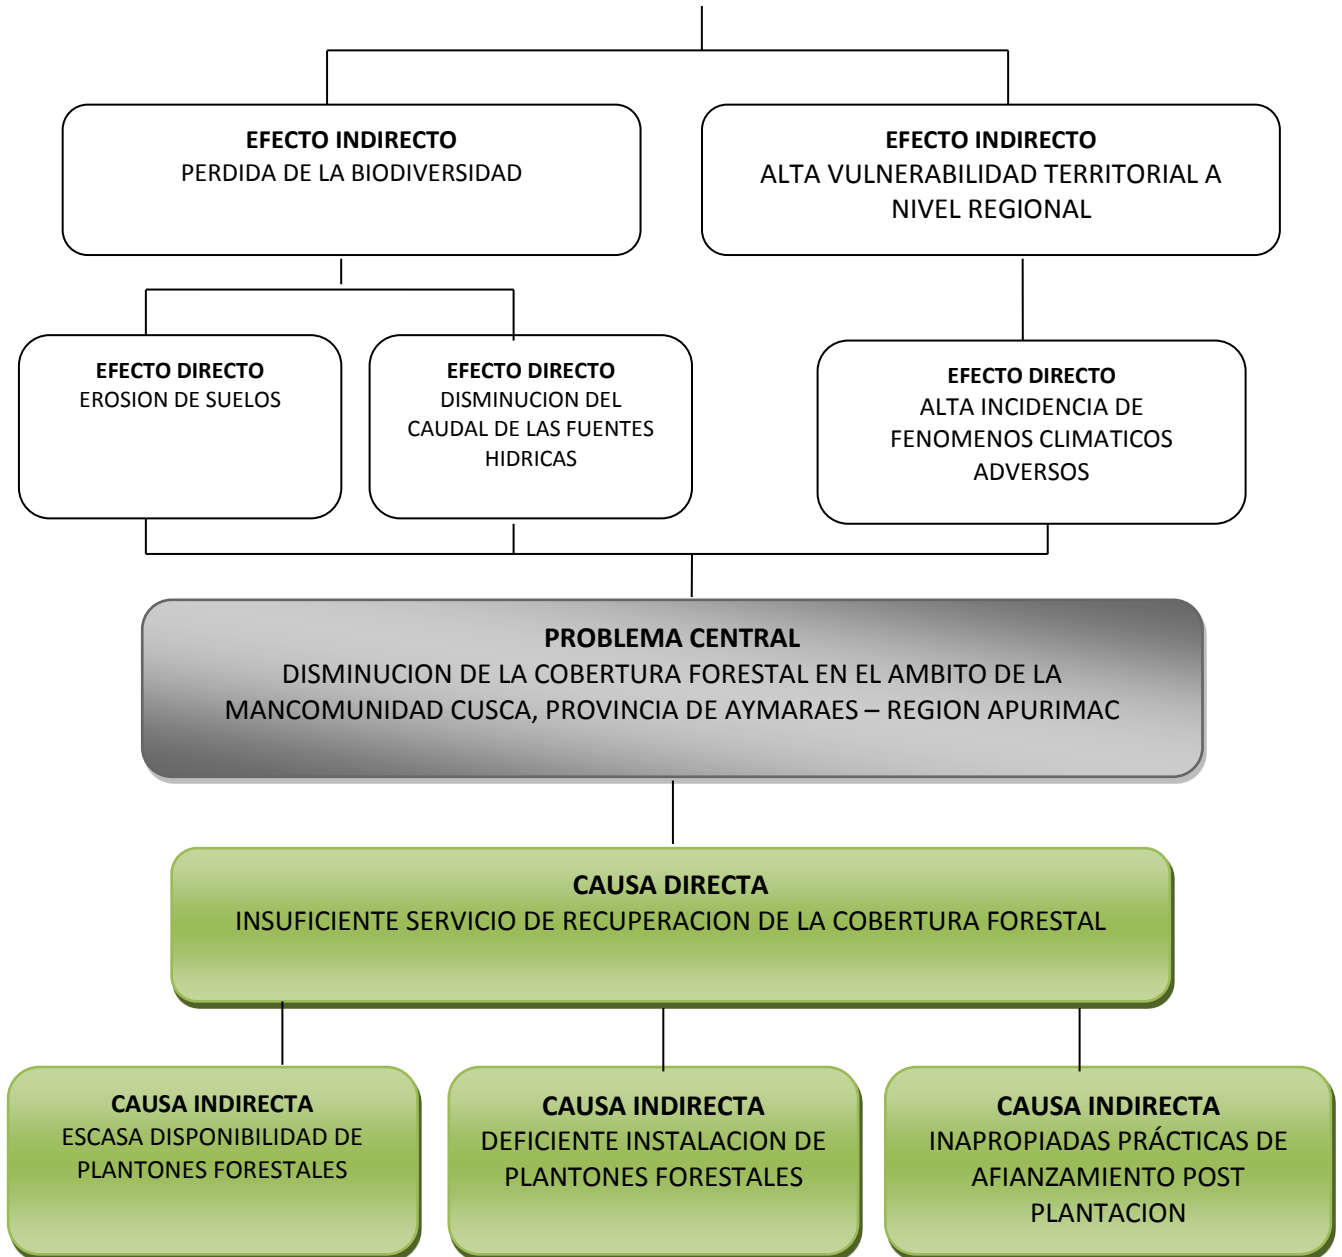 EFECTO INDIRECTO
PERDIDA DE LA BIODIVERSIDAD
EFECTO INDIRECTO
ALTA VULNERABILIDAD TERRITORIAL A
NIVEL REGIONAL
EFECTO DIRECTO
EROSION DE SUELOS
EFECTO DIRECTO
DISMINUCION DEL
CAUDAL DE LAS FUENTES
HIDRICAS
EFECTO DIRECTO
ALTA INCIDENCIA DE
FENOMENOS CLIMATICOS
ADVERSOS
PROBLEMA CENTRAL
DISMINUCION DE LA COBERTURA FORESTAL EN EL AMBITO DE LA
MANCOMUNIDAD CUSCA, PROVINCIA DE AYMARAES – REGION APURIMAC
CAUSA DIRECTA
INSUFICIENTE SERVICIO DE RECUPERACION DE LA COBERTURA FORESTAL
CAUSA INDIRECTA
ESCASA DISPONIBILIDAD DE
PLANTONES FORESTALES
CAUSA INDIRECTA
DEFICIENTE INSTALACION DE
PLANTONES FORESTALES
CAUSA INDIRECTA
INAPROPIADAS PRÁCTICAS DE
AFIANZAMIENTO POST
PLANTACION